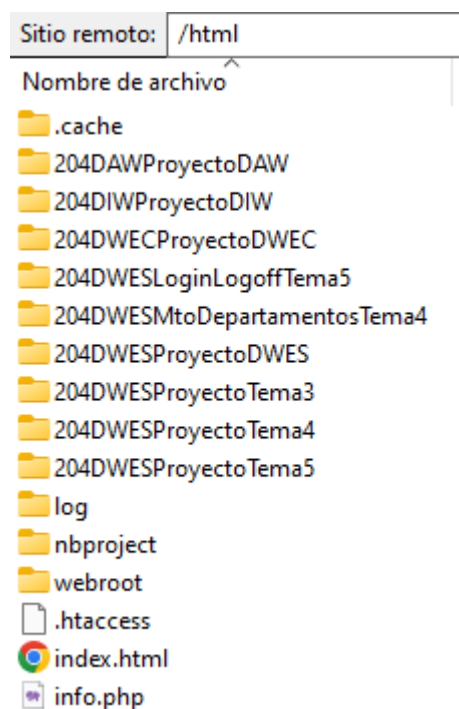 Sitio remoto: /html
Nombre de archivo
.cache
204DAWProyectoDAW
204DIWProyectoDIW
204DWECProyectoDWEC
204DWESLoginLogoffTema5
204DWESMtoDepartamentosTema4
204DWESProyectoDWES
204DWESProyectoTema3
204DWESProyectoTema4
204DWESProyectoTema5
log
nbproject
webroot
.htaccess
index.html
info.php